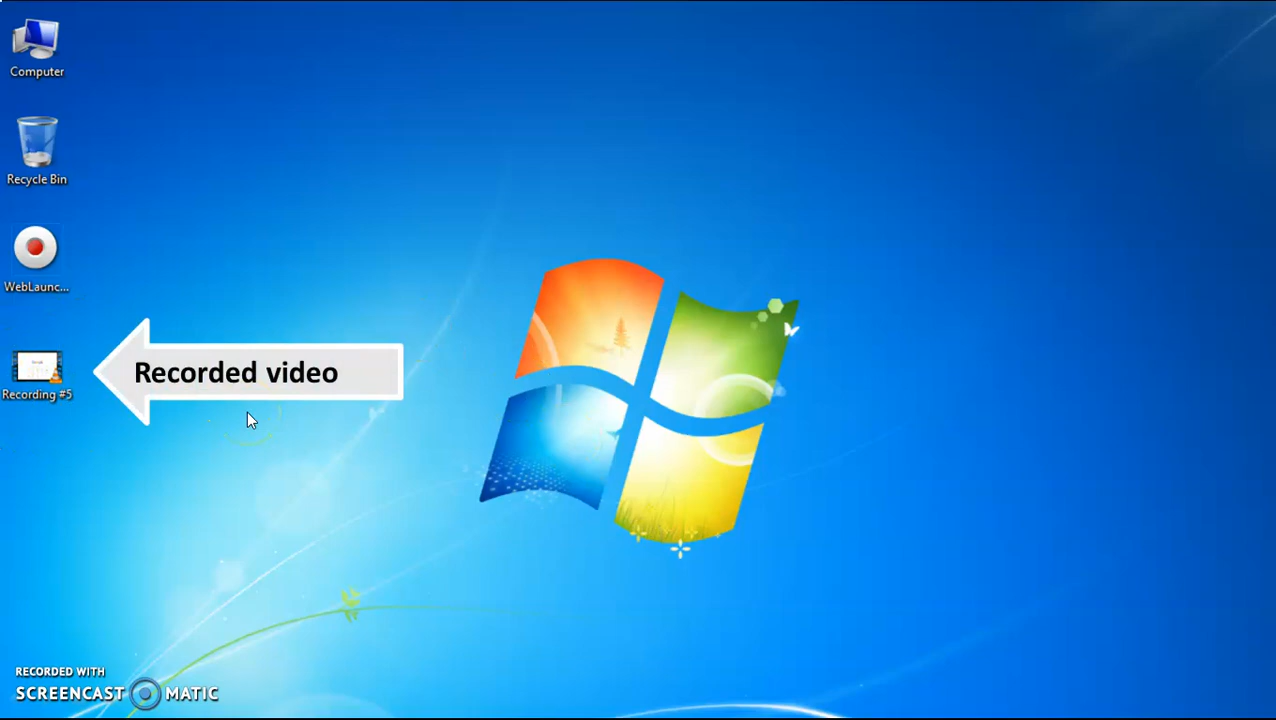 Computer
Recycle Bin
WebLaunc...
Recorded video
Recording #5
RECORDED WITH
SCREENCAST MATIC